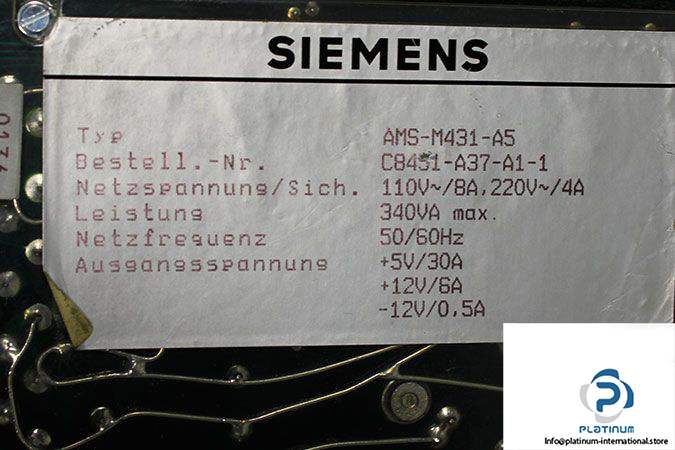 SIEMENS
Typ AMS-M431-A5
Bestell.-Nr. C8451-A37-A1-1
Netzspannung/Sich. 110V~/8A,220V~/4A
Leistung 340VA max.
Netzfrequenz 50/60Hz
Ausgangsspannung +5V/30A
+12V/6A
-12V/0,5A
PLATINUM
Info@platinum-international.store